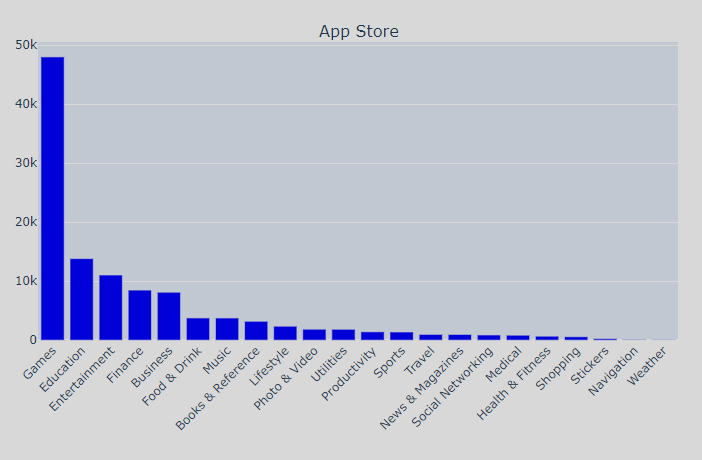 App Store
50k
40k
30k
20k
10k
0
Games
Education
Entertainment
Finance
Business
Food & Drink
Music
Books & Reference
Lifestyle
Photo & Video
Utilities
Productivity
Sports
Travel
News & Magazines
Social Networking
Medical
Health & Fitness
Shopping
Stickers
Navigation
Weather